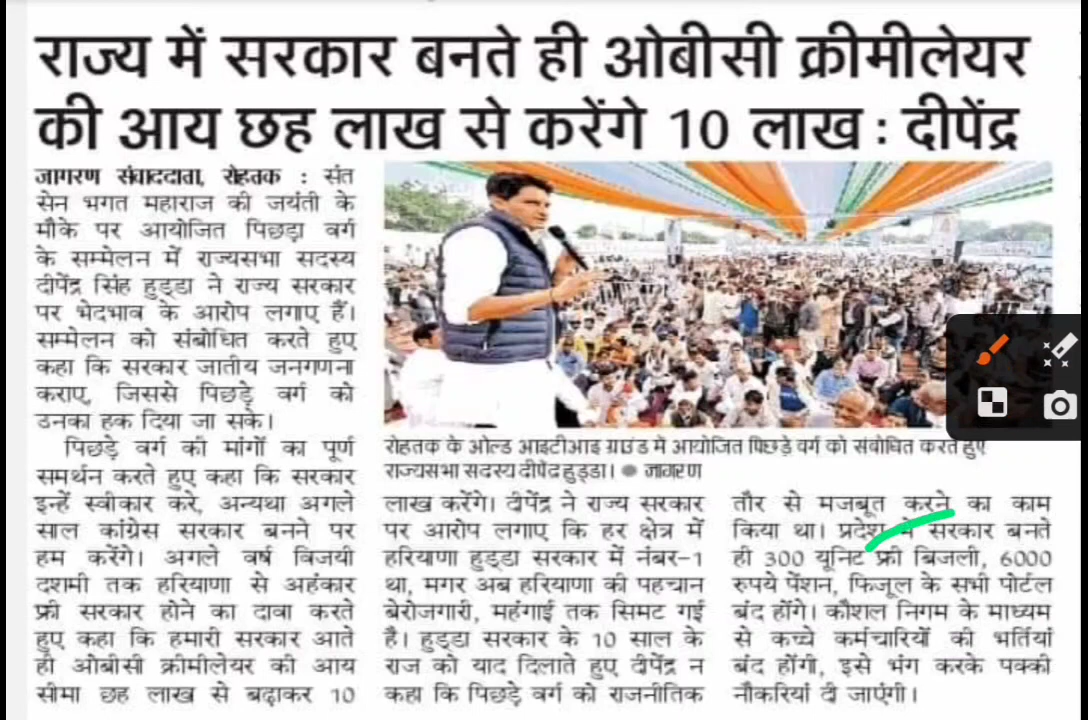 राज्य में सरकार बनते ही ओबीसी क्रीमीलेयर
की आय छह लाख से करेंगे 10 लाख : दीपेंद्र
जागरण संवाददाता, रोहतक : संत
सेन भगत महाराज की जयंती के
मौके पर आयोजित पिछड़ा वर्ग
के सम्मेलन में राज्यसभा सदस्य
दीपेंद्र सिंह हुड्डा ने राज्य सरकार
पर भेदभाव के आरोप लगाए हैं।
सम्मेलन को संबोधित करते हुए
कहा कि सरकार जातीय जनगणना
कराए, जिससे पिछड़े वर्ग को
उनका हक दिया जा सके।
पिछड़े वर्ग की मांगों का पूर्ण
समर्थन करते हुए कहा कि सरकार
इन्हें स्वीकार करे, अन्यथा अगले
साल कांग्रेस सरकार बनने पर
हम करेंगे। अगले वर्ष विजयी
दशमी तक हरियाणा से अहंकार
फ्री सरकार होने का दावा करते
हुए कहा कि हमारी सरकार आते
ही ओबीसी क्रीमीलेयर की आय
सीमा छह लाख से बढ़ाकर 10
रोहतक के ओल्ड आइटीआइ ग्राउंड में आयोजित पिछड़े वर्ग को संबोधित करते हुए
राज्यसभा सदस्य दीपेंद्र हुड्डा। ● जागरण
लाख करेंगे। दीपेंद्र ने राज्य सरकार
पर आरोप लगाए कि हर क्षेत्र में
हरियाणा हुड्डा सरकार में नंबर-1
था, मगर अब हरियाणा की पहचान
बेरोजगारी, महंगाई तक सिमट गई
है। हुड्डा सरकार के 10 साल के
राज को याद दिलाते हुए दीपेंद्र न
कहा कि पिछड़े वर्ग को राजनीतिक
तौर से मजबूत करने का काम
किया था। प्रदेश में सरकार बनते
ही 300 यूनिट फ्री बिजली, 6000
रुपये पेंशन, फिजूल के सभी पोर्टल
बंद होंगे। कौशल निगम के माध्यम
से कच्चे कर्मचारियों की भर्तियां
बंद होंगी, इसे भंग करके पक्की
नौकरियां दी जाएंगी।